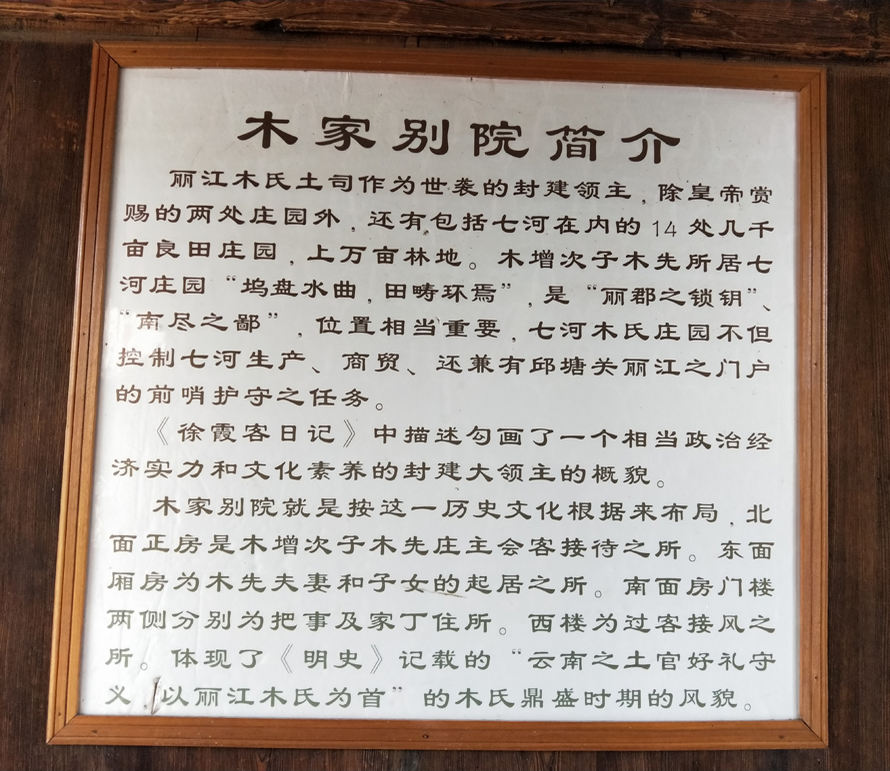 木家别院简介
丽江木氏土司作为世袭的封建领主，除皇帝赏
赐的两处庄园外，还有包括七河在内的14处几千
亩良田庄园，上万亩林地。木增次子木先所居七
河庄园“坞盘水曲，田畴环焉”，是“丽郡之锁钥”、
“南尽之鄙”，位置相当重要，七河木氏庄园不但
控制七河生产、商贸、还兼有邱塘关丽江之门户
的前哨护守之任务。
《徐霞客日记》中描述勾画了一个相当政治经
济实力和文化素养的封建大领主的概貌。
木家别院就是按这一历史文化根据来布局，北
面正房是木增次子木先庄主会客接待之所。东面
厢房为木先夫妻和子女的起居之所。南面房门楼
两侧分别为把事及家丁住所。西楼为过客接风之
所。体现了《明史》记载的“云南之土官好礼守
义，以丽江木氏为首”的木氏鼎盛时期的风貌。